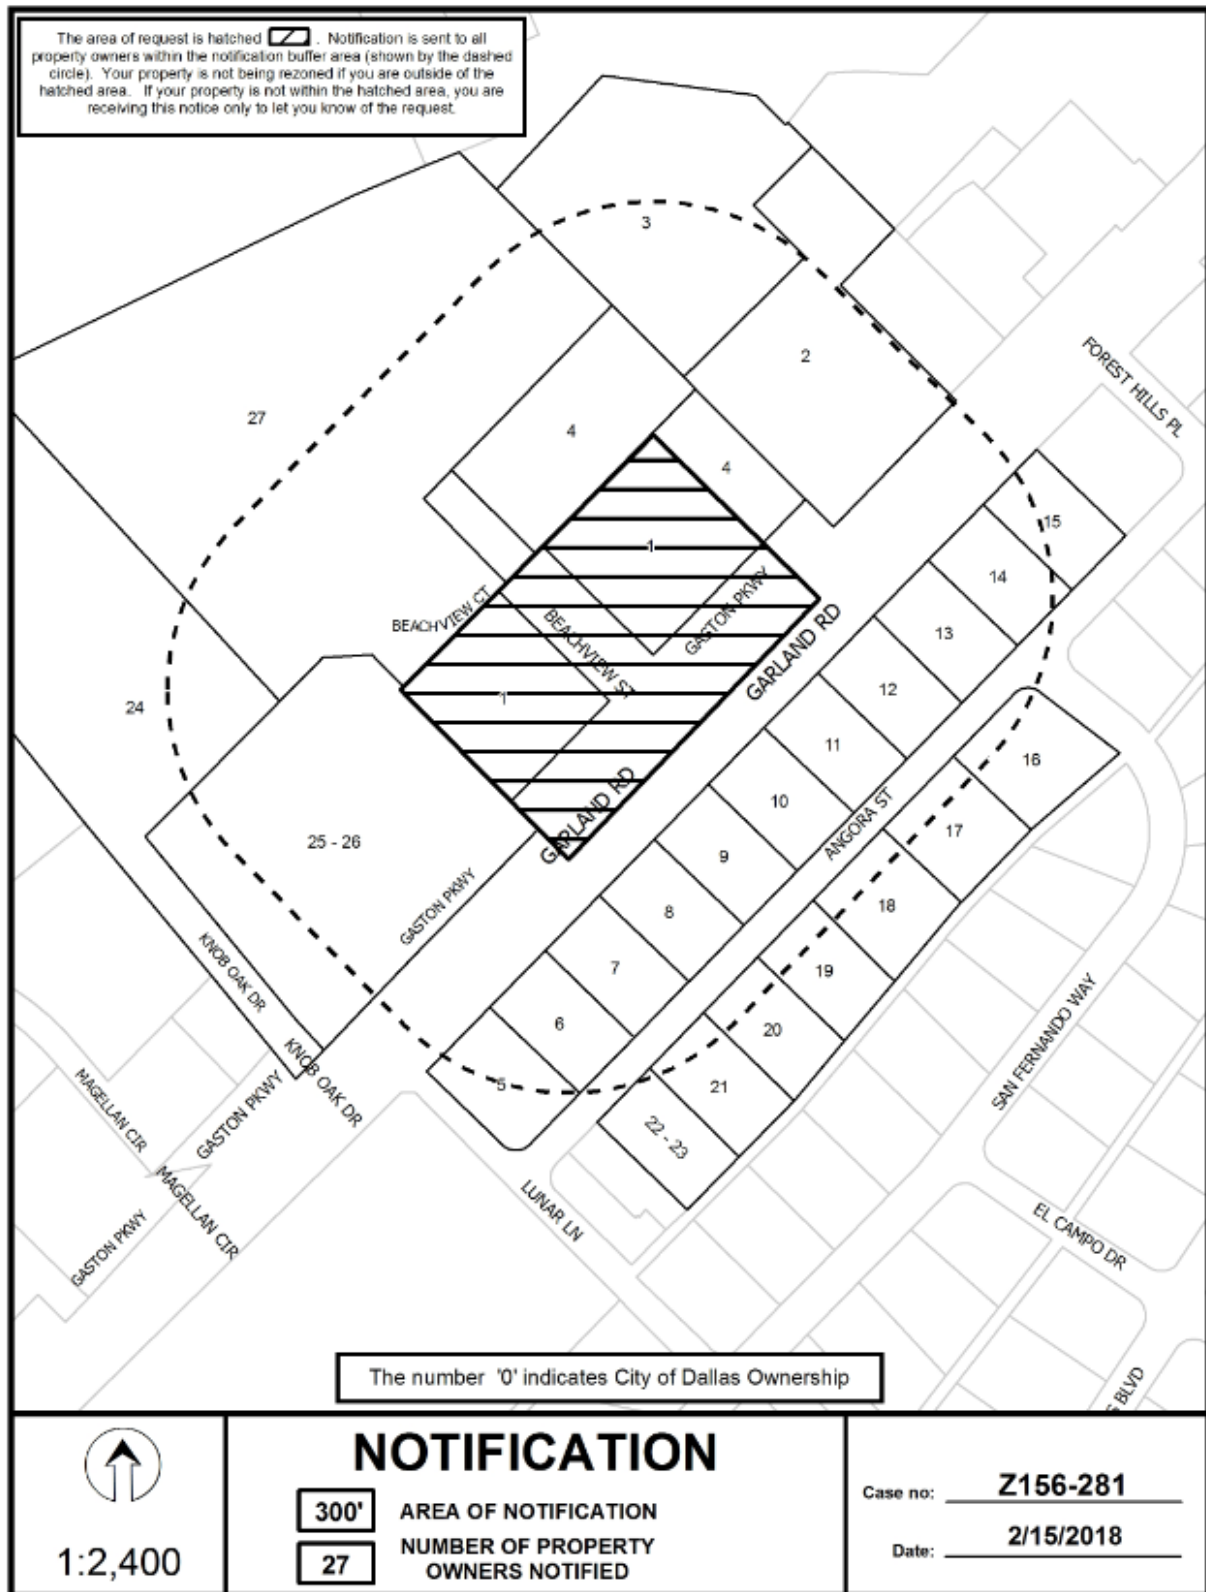 The area of request is hatched . Notification is sent to all
property owners within the notification buffer area (shown by the dashed
circle). Your property is not being rezoned if you are outside of the
hatched area. If your property is not within the hatched area, you are
receiving this notice only to let you know of the request.
3
2
FOREST HILLS PL
27
4
4
15
1
14
GASTON PKWY
BEACHVIEW CT
BEACHVIEW ST
GARLAND RD
13
12
1
24
11
16
10
GARLAND RD
ANGORA ST
17
25 - 26
9
18
8
GASTON PKWY
7
19
KNOB OAK DR
6
20
SAN FERNANDO WAY
KNOB OAK DR
5
21
MAGELLAN CIR
GASTON PKWY
22 - 23
MAGELLAN CIR
LUNAR LN
GASTON PKWY
EL CAMPO DR
The number '0' indicates City of Dallas Ownership
S BLVD
1:2,400
NOTIFICATION
300' AREA OF NOTIFICATION
27 NUMBER OF PROPERTY
OWNERS NOTIFIED
Case no: Z156-281
Date: 2/15/2018